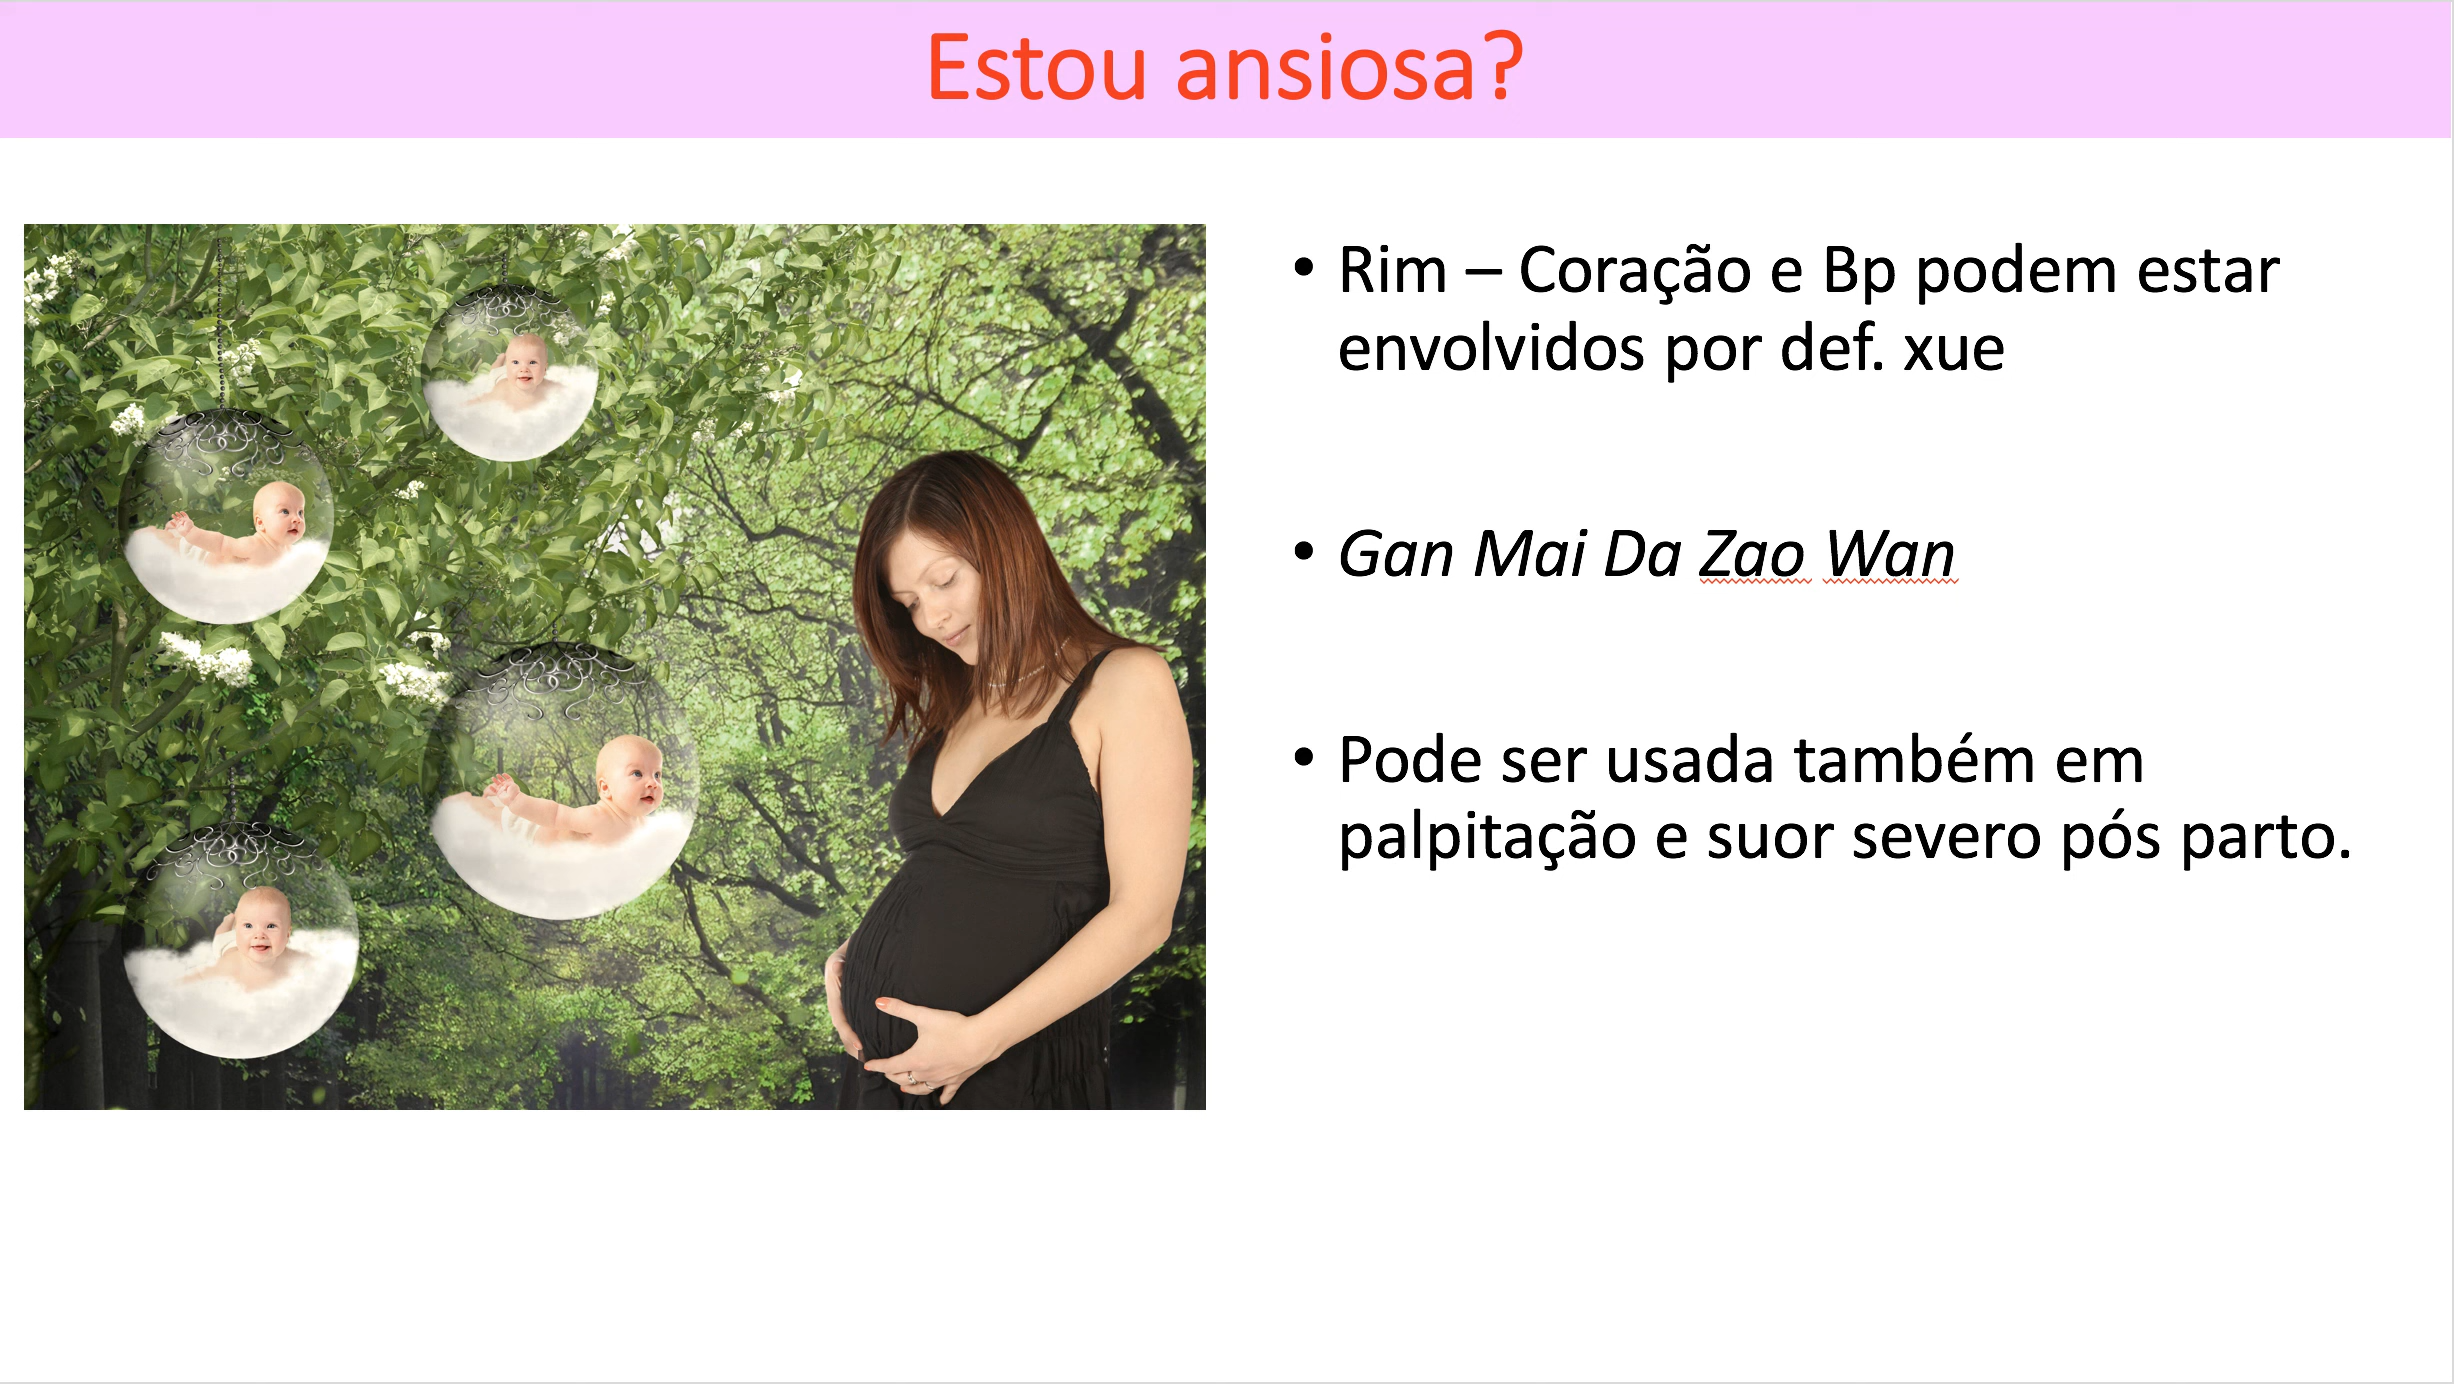 Estou ansiosa?
• Rim – Coração e Bp podem estar
envolvidos por def. xue
• Gan Mai Da Zao Wan
• Pode ser usada também em
palpitação e suor severo pós parto.